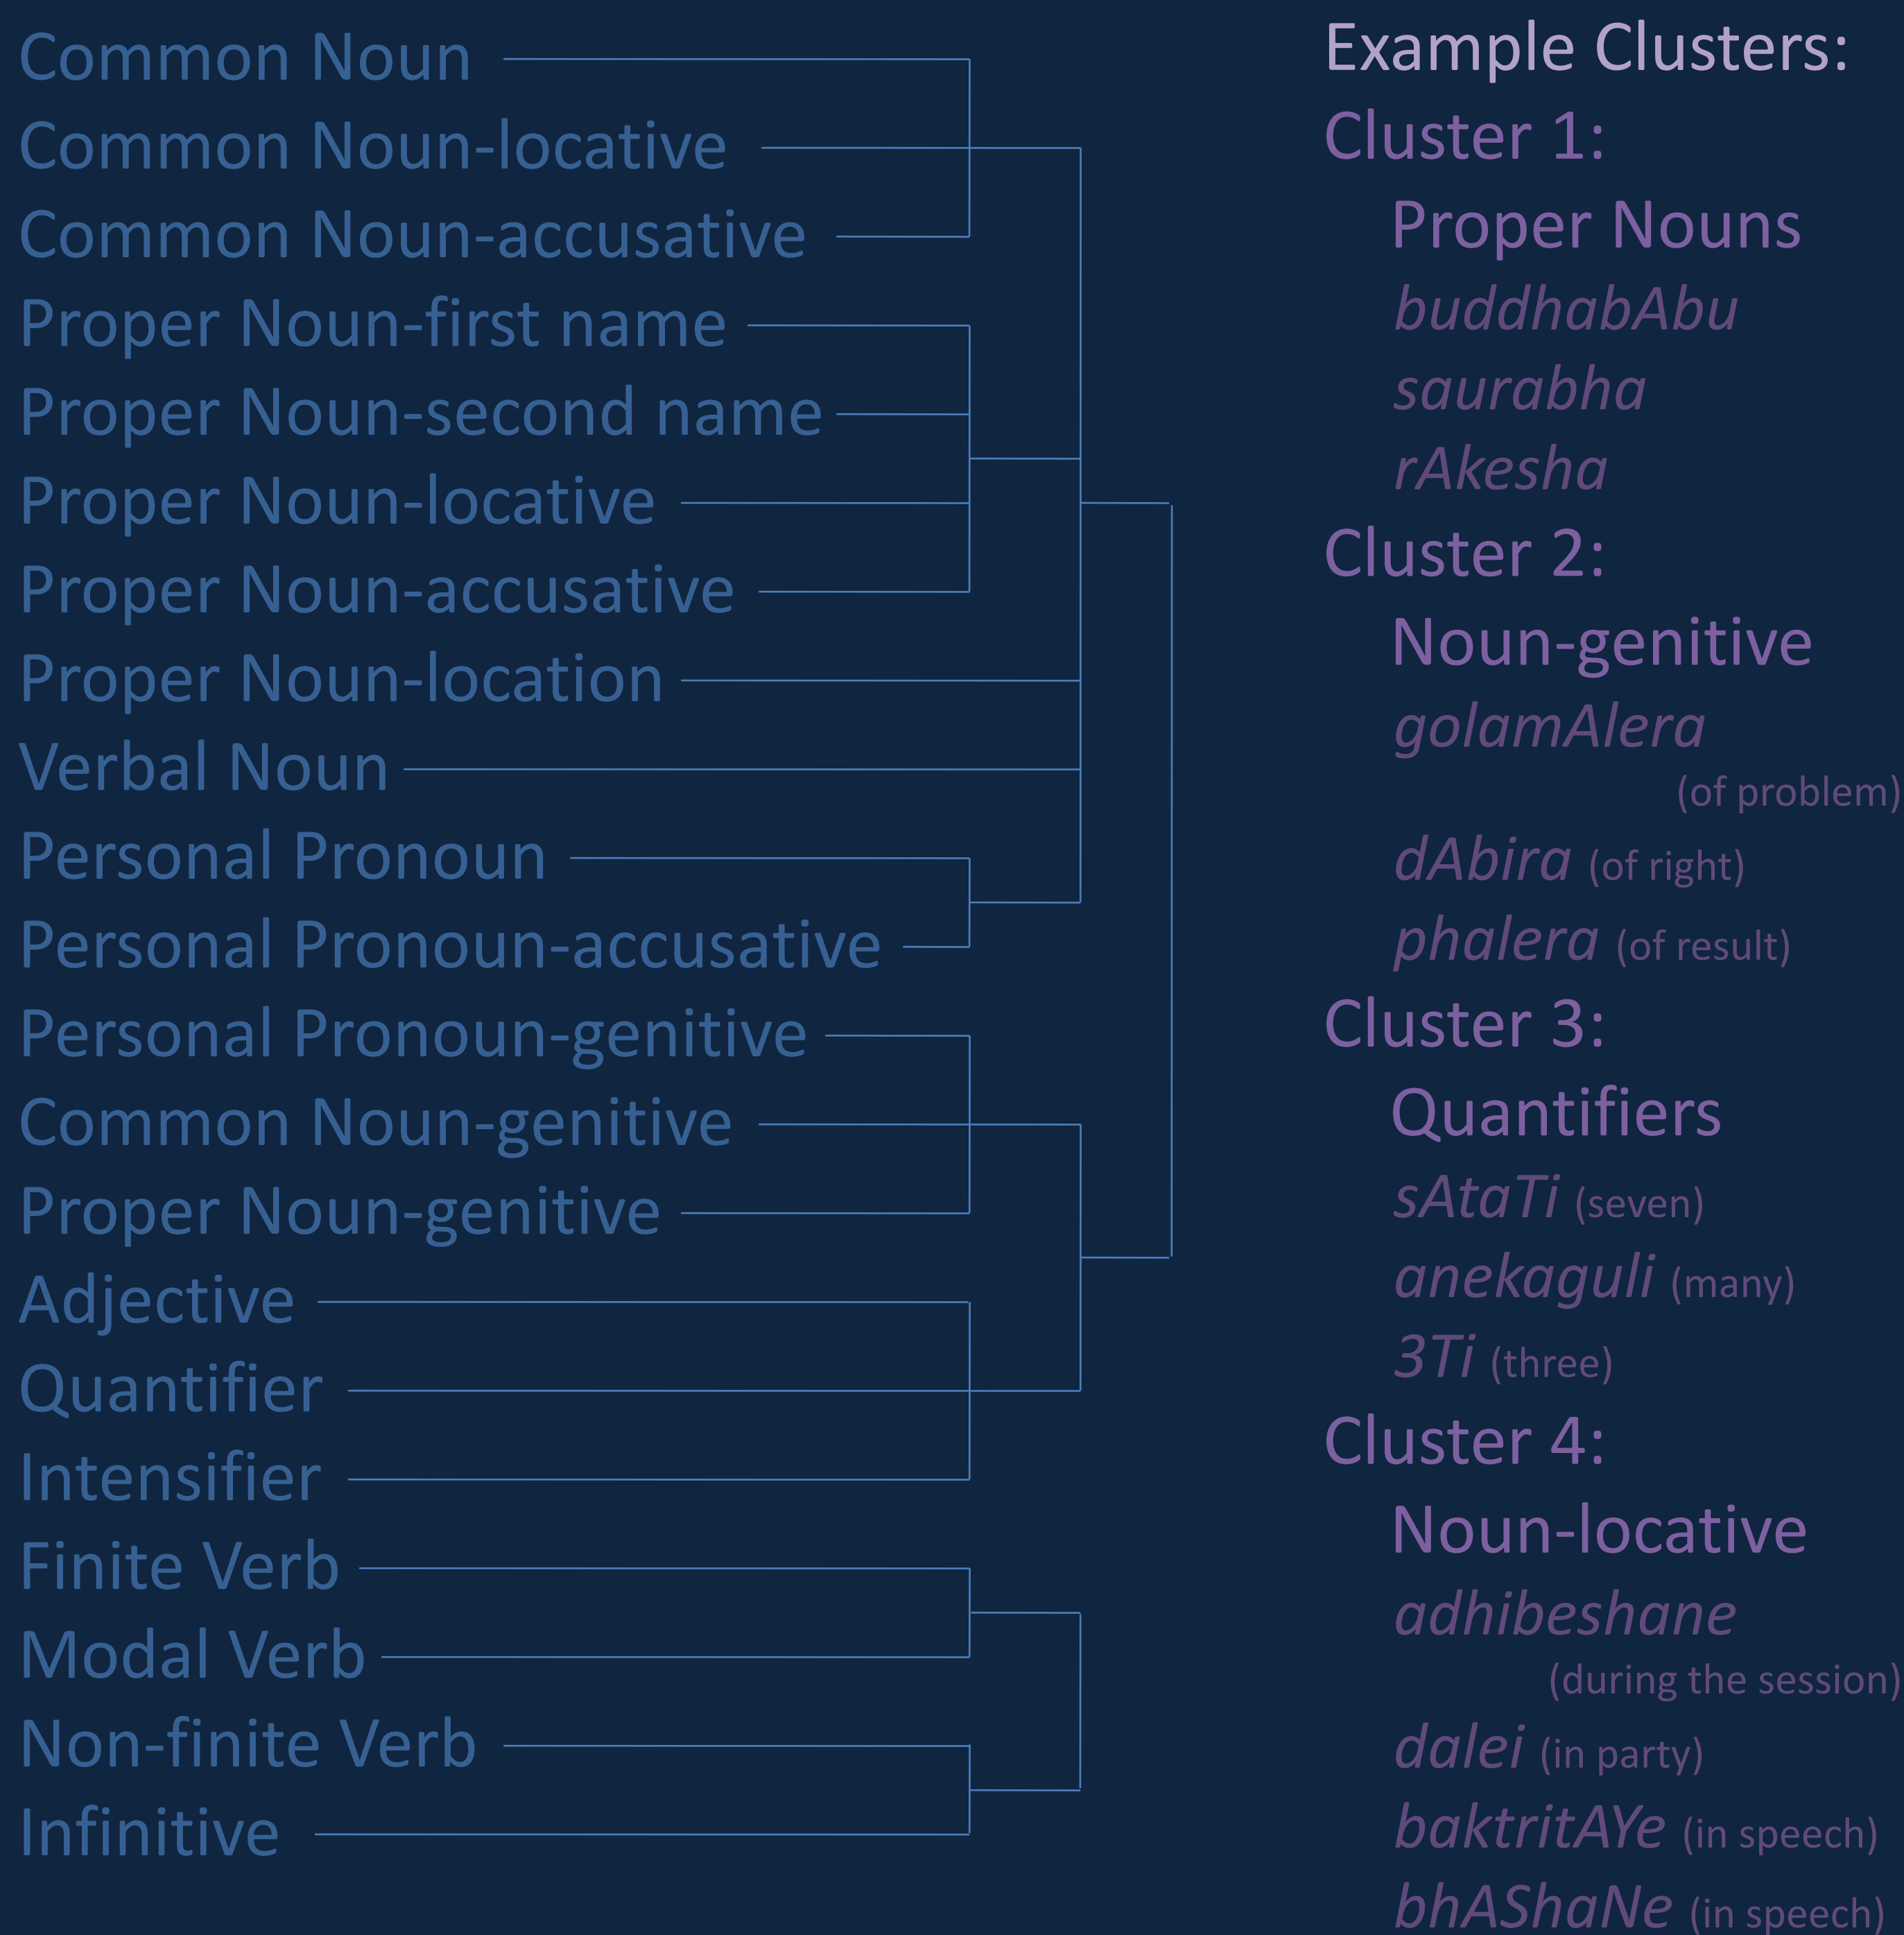 Common Noun
Common Noun-locative
Common Noun-accusative
Proper Noun-first name
Proper Noun-second name
Proper Noun-locative
Proper Noun-accusative
Proper Noun-location
Verbal Noun
Personal Pronoun
Personal Pronoun-accusative
Personal Pronoun-genitive
Common Noun-genitive
Proper Noun-genitive
Adjective
Quantifier
Intensifier
Finite Verb
Modal Verb
Non-finite Verb
Infinitive
Example Clusters:
Cluster 1:
Proper Nouns
buddhabAbu
saurabha
rAkesha
Cluster 2:
Noun-genitive
golamAlera
(of problem)
dAbira (of right)
phalera (of result)
Cluster 3:
Quantifiers
sAtaTi (seven)
anekaguli (many)
3Ti (three)
Cluster 4:
Noun-locative
adhibeshane
(during the session)
dalei (in party)
baktritAYe (in speech)
bhAShaNe (in speech)